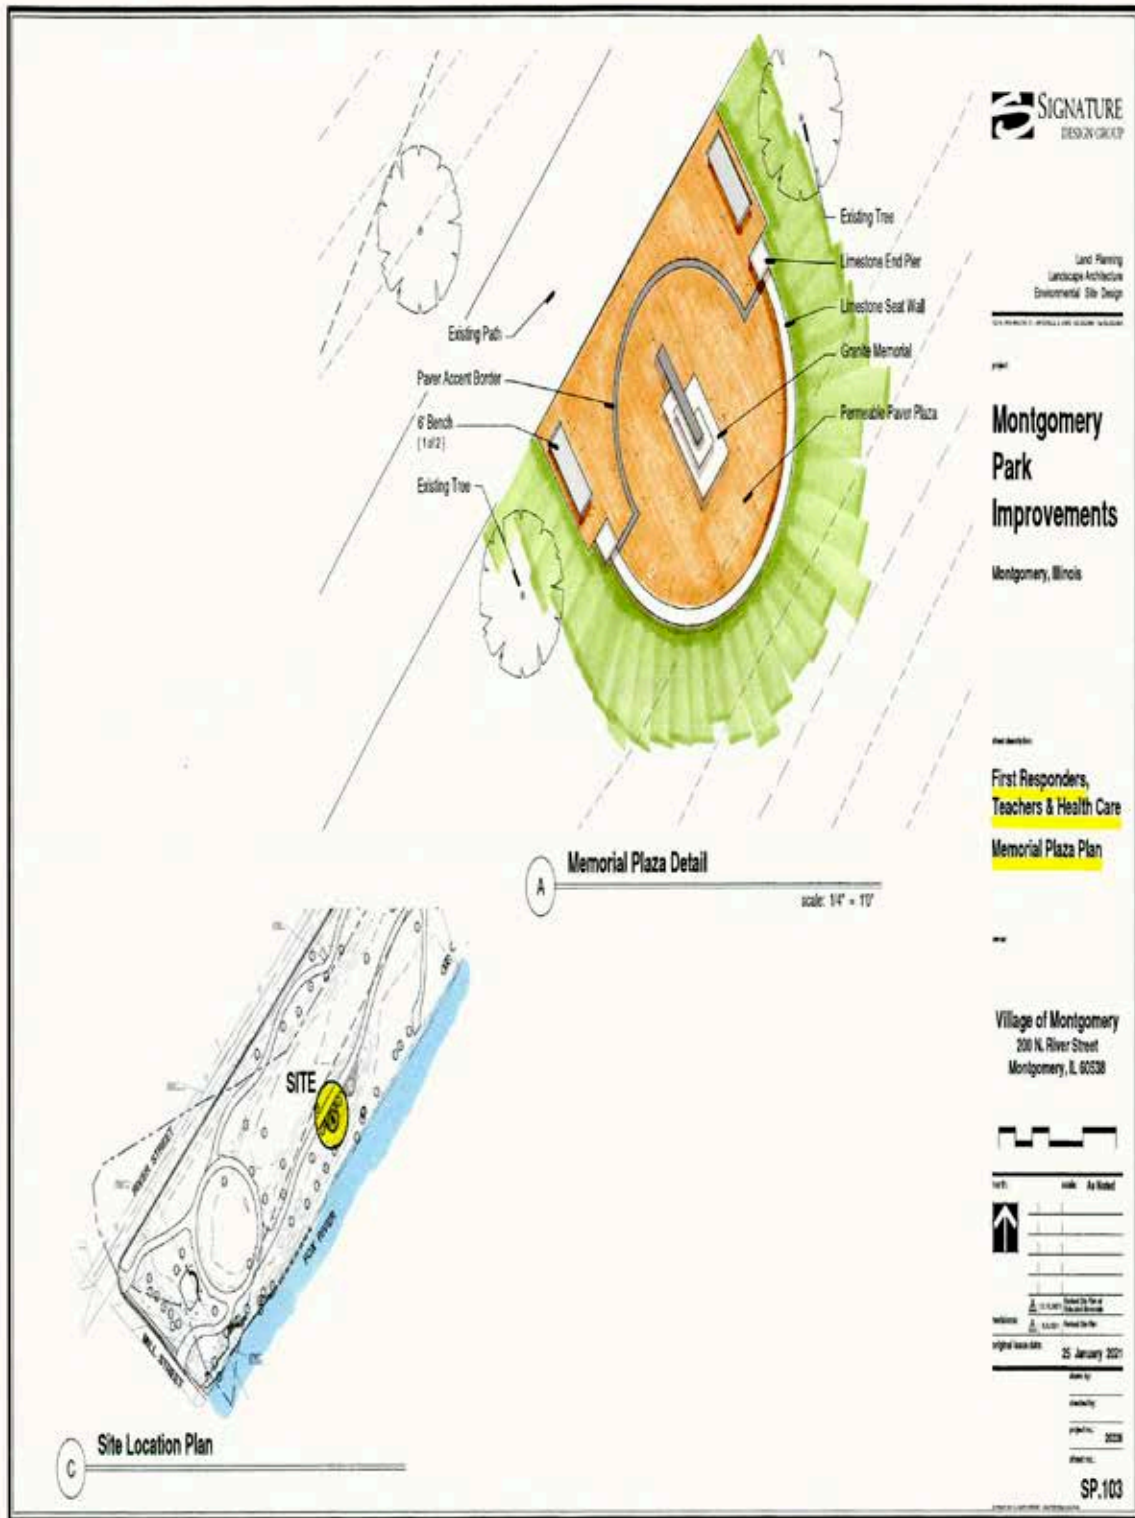 SIGNATURE
DESIGN GROUP
Land Planning
Landscape Architecture
Environmental Site Design
project
Montgomery
Park
Improvements
Montgomery, Illinois
First Responders,
Teachers & Health Care
Memorial Plaza Plan
Village of Montgomery
200 N. River Street
Montgomery, IL 60538
north:
scale: As Noted
revisions:
original issue date:
25 January 2021
drawn by:
checked by:
project no.:
sheet no.:
SP.103
Existing Tree
Limestone End Pier
Limestone Seat Wall
Granite Memorial
Permeable Paver Plaza
Existing Path
Paver Accent Border
6' Bench
(1 of 2)
Existing Tree
A
Memorial Plaza Detail
scale: 1/4" = 1'0"
SITE
RIVER STREET
FOX RIVER
MILL STREET
C
Site Location Plan